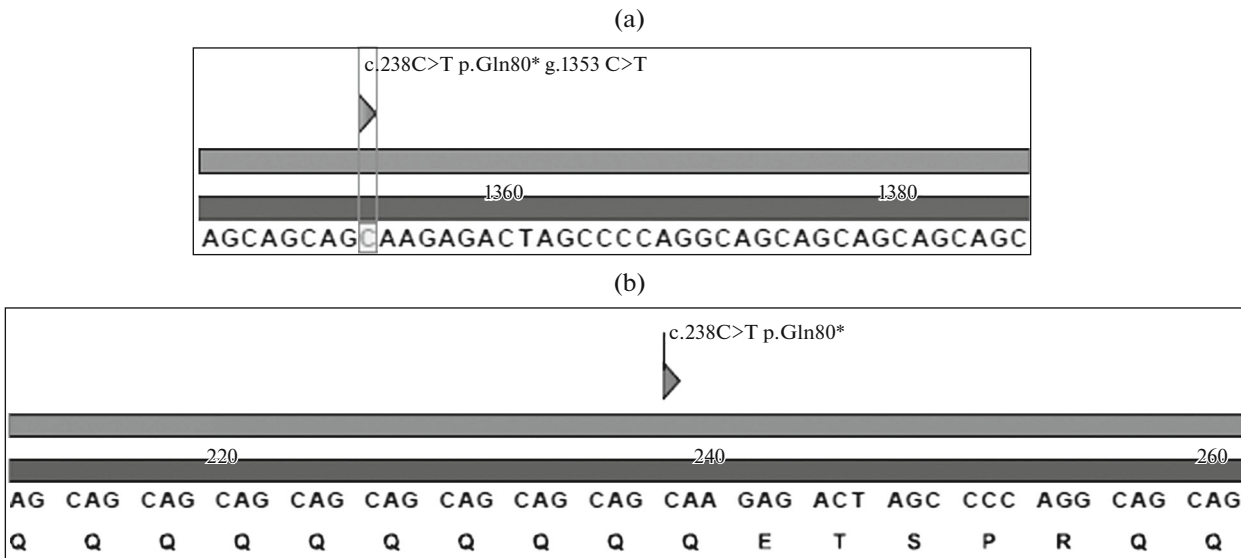 (a)
c.238C>T p.Gln80* g.1353 C>T
1360 1380
AGCAGCAGCAAGAGACTAGCCCCAGGCAGCAGCAGCAGCAGC
(b)
c.238C>T p.Gln80*
220 240 260
AG CAG CAG CAG CAG CAG CAG CAG CAG CAA GAG ACT AGC CCC AGG CAG CAG
Q Q Q Q Q Q Q Q Q Q E T S P R Q Q